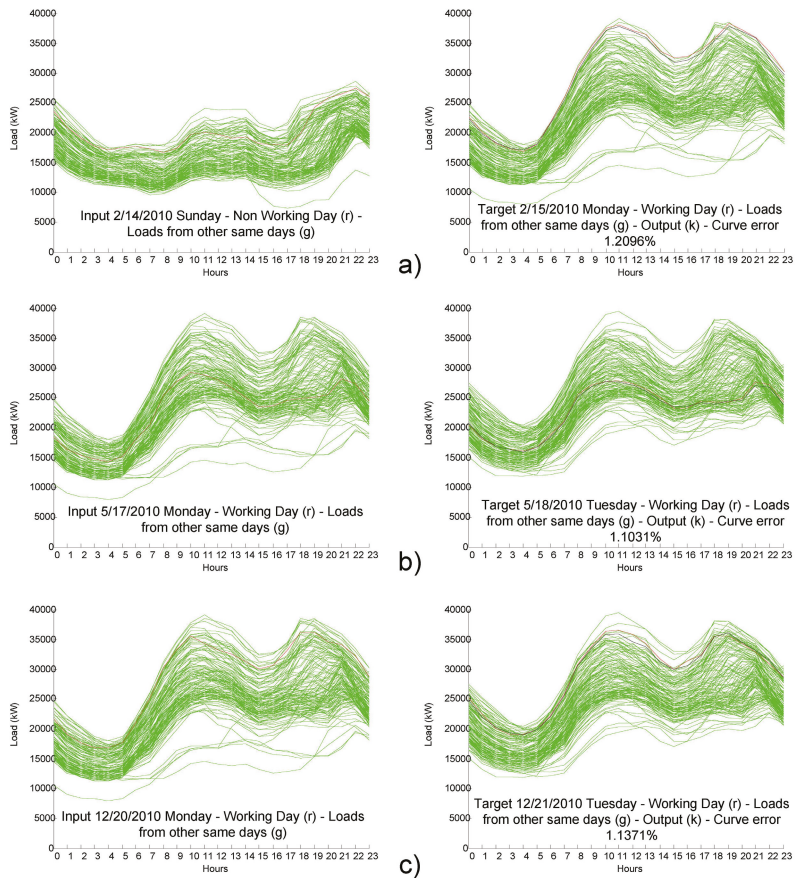 40000
35000
30000
25000
20000
15000
10000
5000
0
Load (kW)
0 1 2 3 4 5 6 7 8 9 10 11 12 13 14 15 16 17 18 19 20 21 22 23
Hours
Input 2/14/2010 Sunday - Non Working Day (r) -
Loads from other same days (g)
40000
35000
30000
25000
20000
15000
10000
5000
0
Load (kW)
0 1 2 3 4 5 6 7 8 9 10 11 12 13 14 15 16 17 18 19 20 21 22 23
Hours
Target 2/15/2010 Monday - Working Day (r) - Loads
from other same days (g) - Output (k) - Curve error
1.2096%
a)
40000
35000
30000
25000
20000
15000
10000
5000
0
Load (kW)
0 1 2 3 4 5 6 7 8 9 10 11 12 13 14 15 16 17 18 19 20 21 22 23
Hours
Input 5/17/2010 Monday - Working Day (r) - Loads
from other same days (g)
40000
35000
30000
25000
20000
15000
10000
5000
0
Load (kW)
0 1 2 3 4 5 6 7 8 9 10 11 12 13 14 15 16 17 18 19 20 21 22 23
Hours
Target 5/18/2010 Tuesday - Working Day (r) - Loads
from other same days (g) - Output (k) - Curve error
1.1031%
b)
40000
35000
30000
25000
20000
15000
10000
5000
0
Load (kW)
0 1 2 3 4 5 6 7 8 9 10 11 12 13 14 15 16 17 18 19 20 21 22 23
Hours
Input 12/20/2010 Monday - Working Day (r) - Loads
from other same days (g)
40000
35000
30000
25000
20000
15000
10000
5000
0
Load (kW)
0 1 2 3 4 5 6 7 8 9 10 11 12 13 14 15 16 17 18 19 20 21 22 23
Hours
Target 12/21/2010 Tuesday - Working Day (r) - Loads
from other same days (g) - Output (k) - Curve error
1.1371%
c)